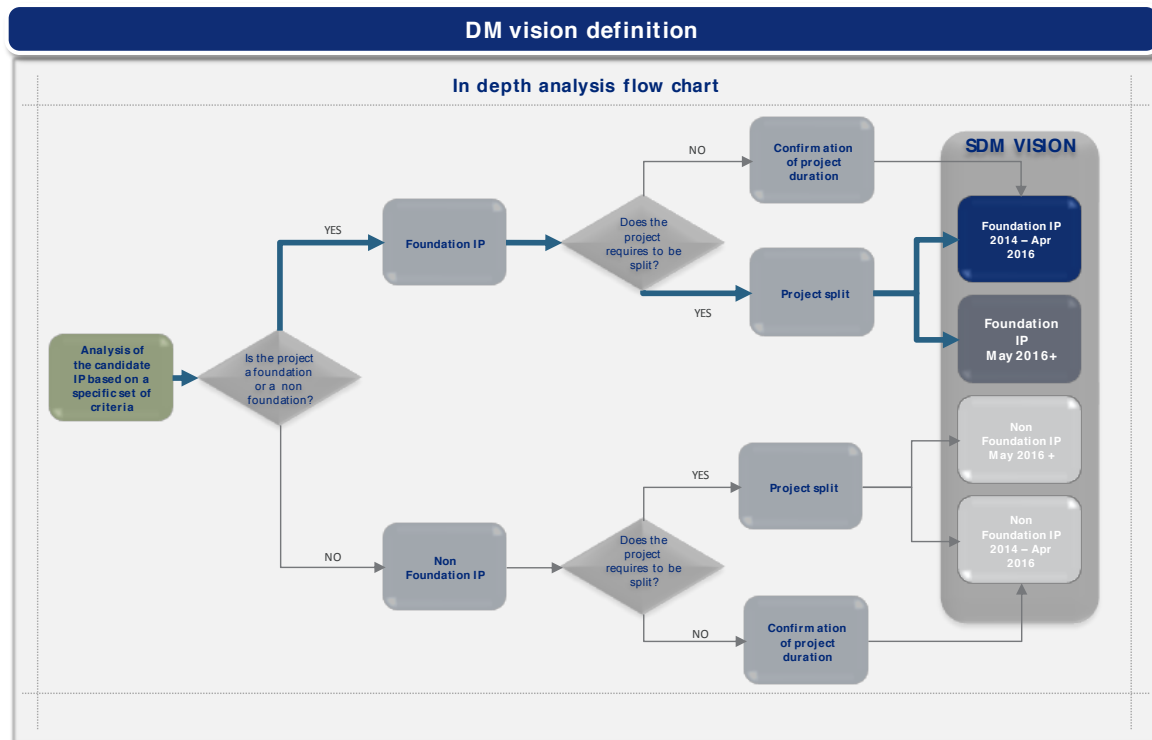 DM vision definition
In depth analysis flow chart
Confirmation
of project
duration
SDM VISION
NO
Does the
project
requires to be
split?
YES
Foundation IP
Foundation IP
2014 – Apr
2016
Project split
YES
Foundation
IP
May 2016+
Analysis of
the candidate
IP based on a
specific set of
criteria
Is the project
a foundation
or a non
foundation?
Non
Foundation IP
May 2016 +
YES
Project split
Non
Foundation IP
2014 – Apr
2016
NO
Non
Foundation IP
Does the
project
requires to be
split?
NO
Confirmation
of project
duration